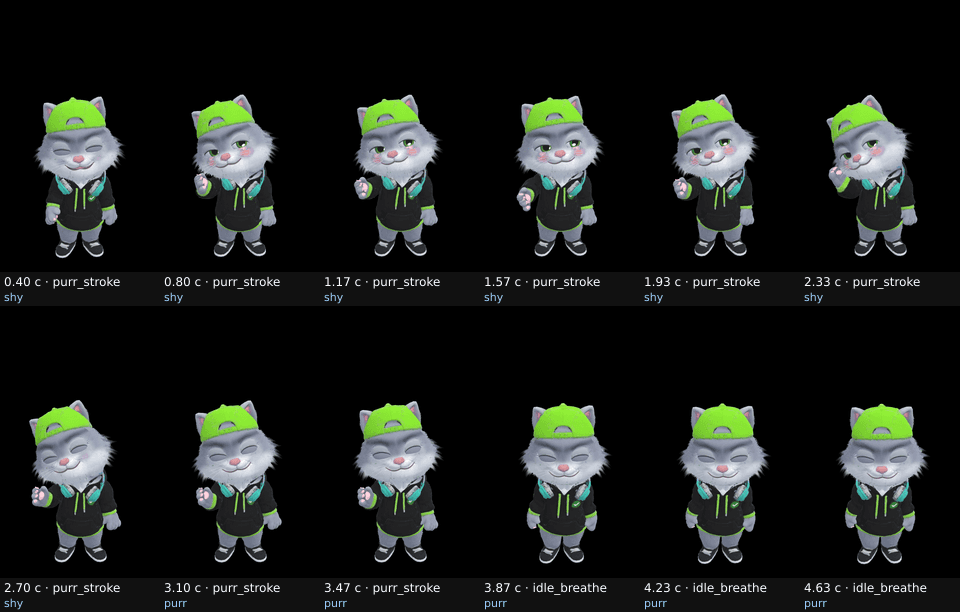 0.40 с · purr_stroke
shy
0.80 с · purr_stroke
shy
1.17 с · purr_stroke
shy
1.57 с · purr_stroke
shy
1.93 с · purr_stroke
shy
2.33 с · purr_stroke
shy
2.70 с · purr_stroke
shy
3.10 с · purr_stroke
purr
3.47 с · purr_stroke
purr
3.87 с · idle_breathe
purr
4.23 с · idle_breathe
purr
4.63 с · idle_breathe
purr